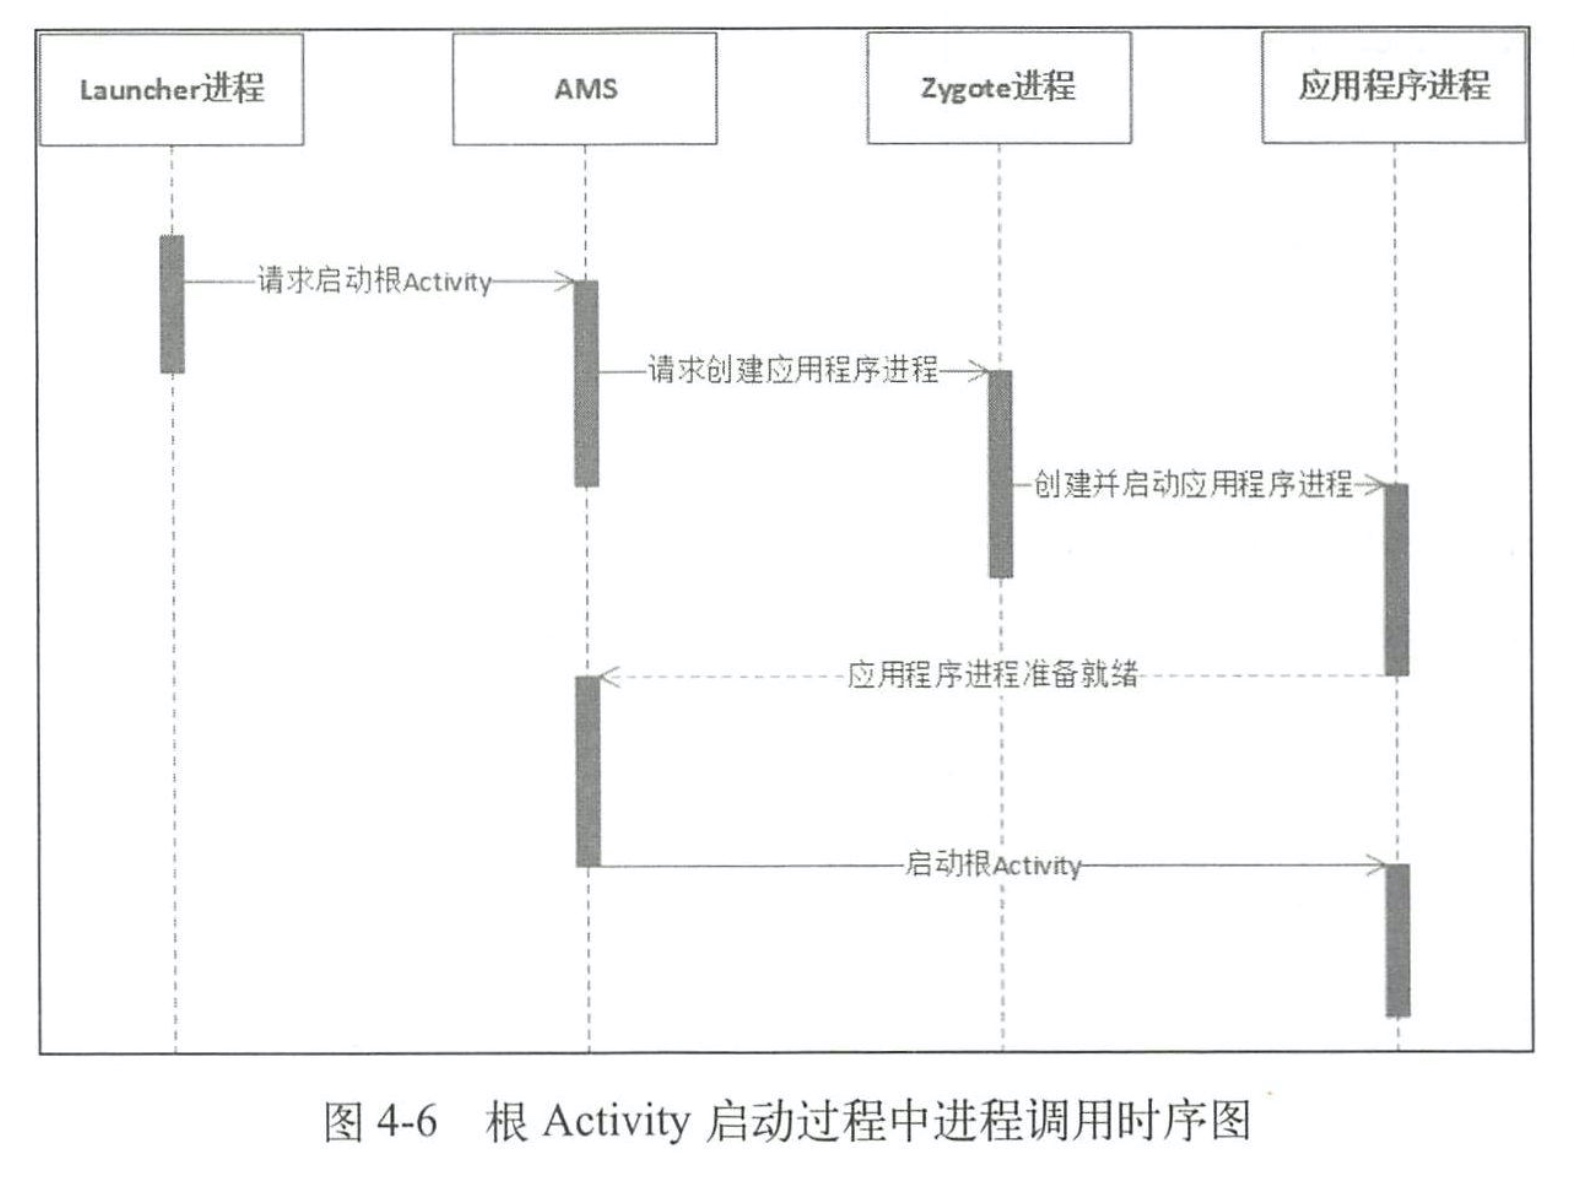 Launcher进程
AMS
Zygote进程
应用程序进程
请求启动根Activity
请求创建应用程序进程
创建并启动应用程序进程
应用程序进程准备就绪
启动根Activity
图 4-6 根 Activity 启动过程中进程调用时序图